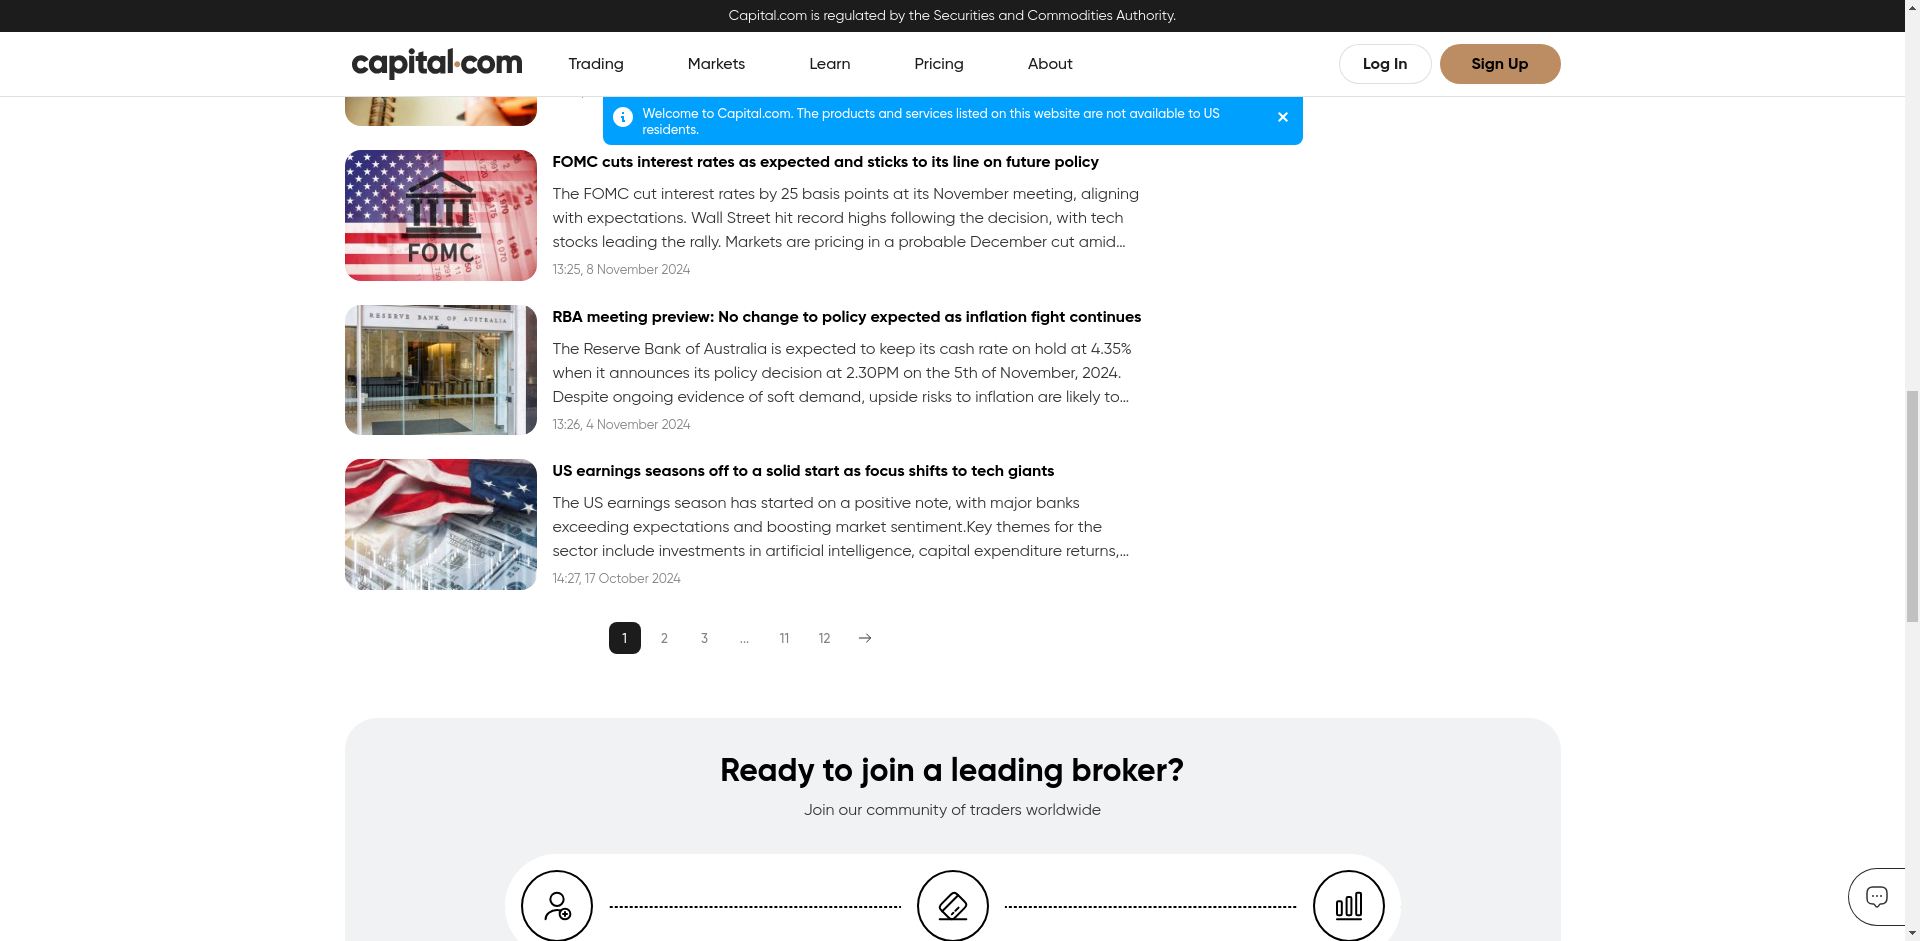 Capital.com is regulated by the Securities and Commodities Authority.
capital.com
Trading
Markets
Learn
Pricing
About
Log In
Sign Up
Welcome to Capital.com. The products and services listed on this website are not available to US
residents.
FOMC
FOMC cuts interest rates as expected and sticks to its line on future policy
The FOMC cut interest rates by 25 basis points at its November meeting, aligning
with expectations. Wall Street hit record highs following the decision, with tech
stocks leading the rally. Markets are pricing in a probable December cut amid...
13:25, 8 November 2024
RESERVE BANK OF AUSTRALIA
RBA meeting preview: No change to policy expected as inflation fight continues
The Reserve Bank of Australia is expected to keep its cash rate on hold at 4.35%
when it announces its policy decision at 2.30PM on the 5th of November, 2024.
Despite ongoing evidence of soft demand, upside risks to inflation are likely to...
13:26, 4 November 2024
US earnings seasons off to a solid start as focus shifts to tech giants
The US earnings season has started on a positive note, with major banks
exceeding expectations and boosting market sentiment.Key themes for the
sector include investments in artificial intelligence, capital expenditure returns,...
14:27, 17 October 2024
1 2 3 ... 11 12
Ready to join a leading broker?
Join our community of traders worldwide